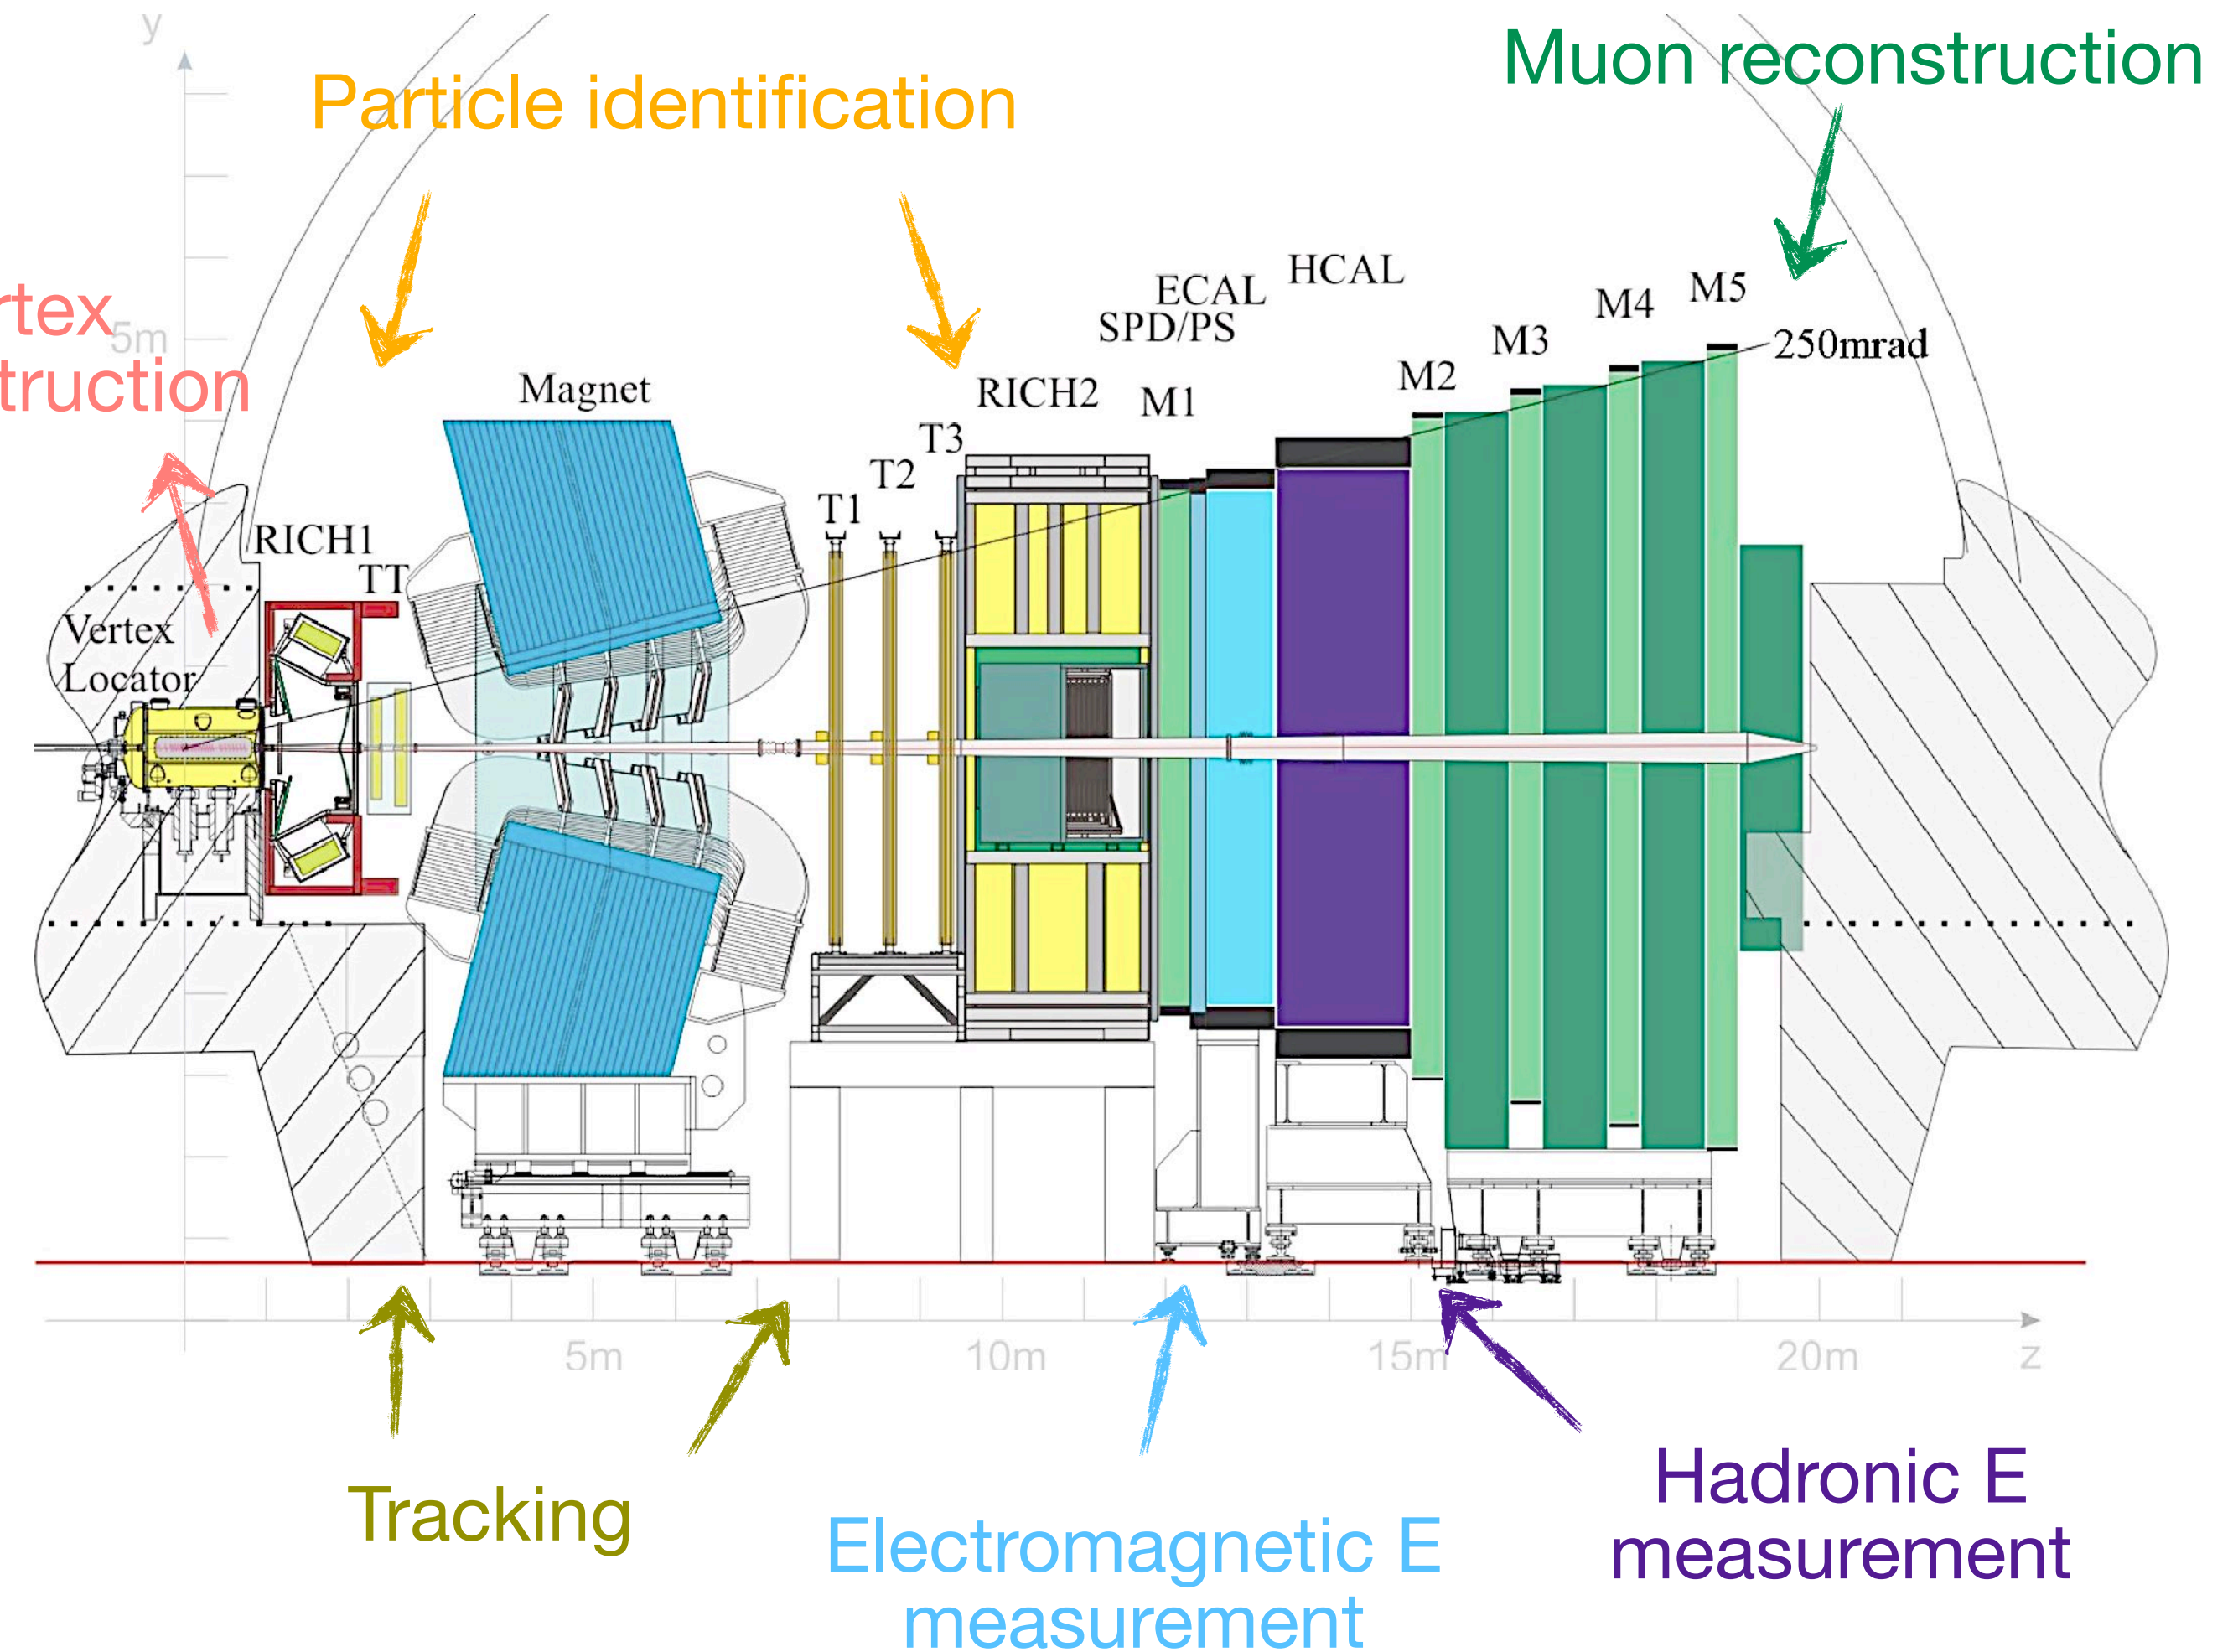 y
Muon reconstruction
Particle identification
HCAL
ECAL
SPD/PS
M5
M4
M3
M2
250mrad
rtex
5m
truction
Magnet
RICH2
M1
T3
T2
T1
RICH1
TT
Vertex
Locator
5m
10m
15m
20m
z
Tracking
Electromagnetic E
measurement
Hadronic E
measurement